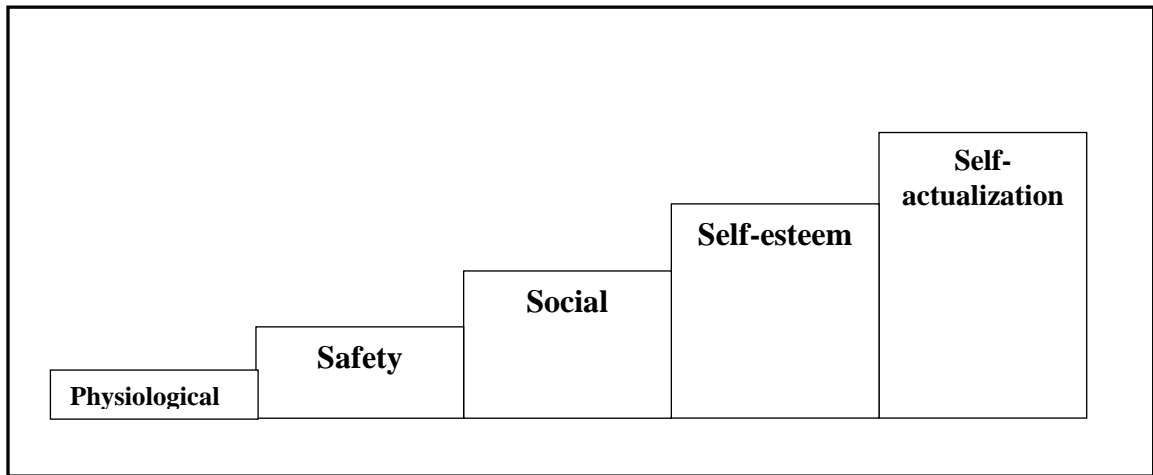 Physiological
Safety
Social
Self-esteem
Self-
actualization